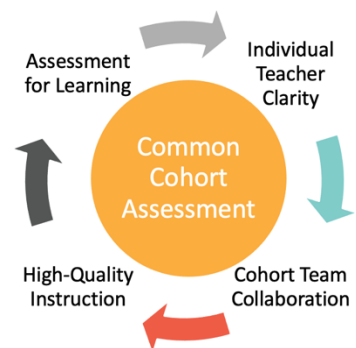 Assessment
for Learning
Individual
Teacher
Clarity
Common
Cohort
Assessment
High-Quality
Instruction
Cohort Team
Collaboration